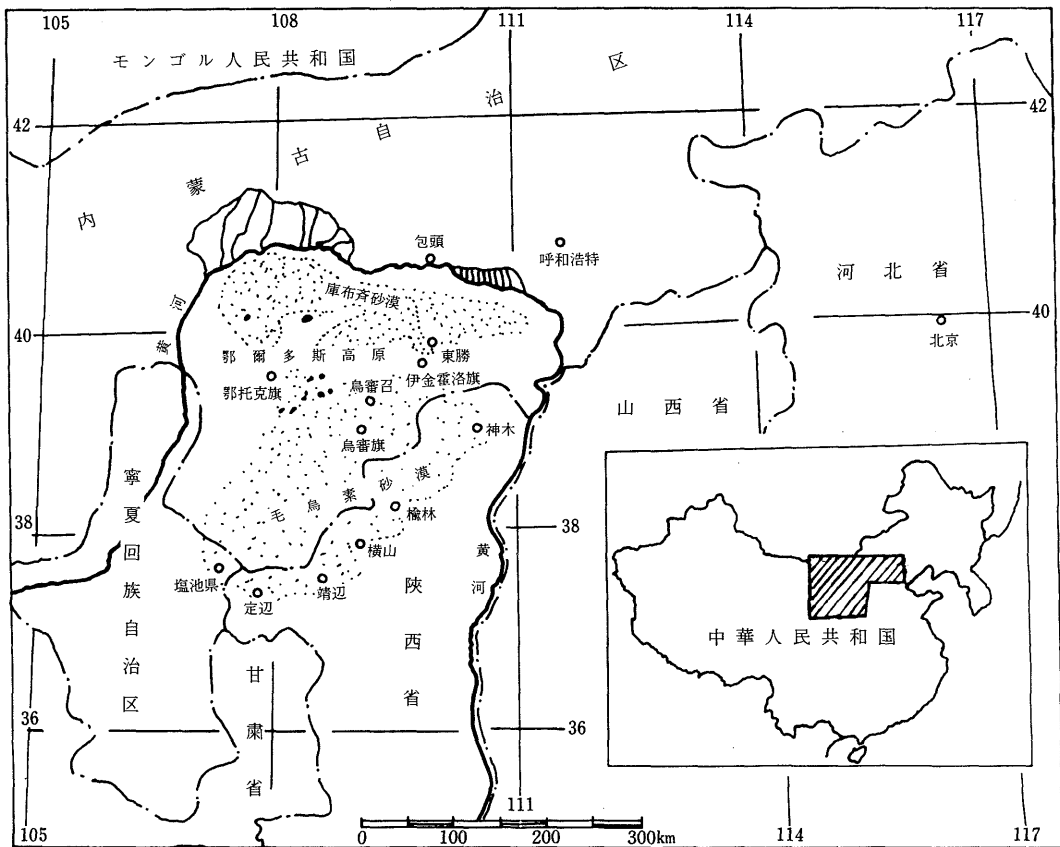 105
108
111
114
117
モンゴル人民共和国
内蒙古自治区
42
42
包頭
呼和浩特
河北省
黄河
庫布斉砂漠
40
40
北京
鄂爾多斯高原
東勝
鄂托克旗
烏審召
伊金霍洛旗
山西省
烏審旗
神木
毛烏素砂漠
楡林
38
38
横山
黄河
塩池県
定辺
靖辺
寧夏回族自治区
陝西省
甘粛省
中華人民共和国
36
36
105
111
114
117
0 100 200 300km